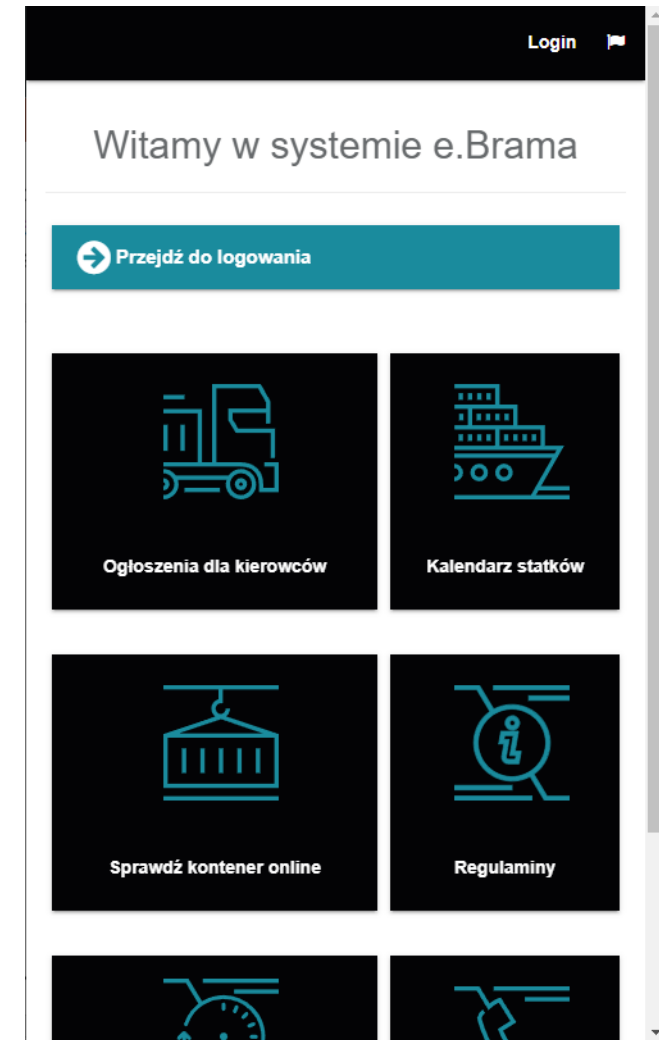 Login
Witamy w systemie e.Brama
Przejdź do logowania
Ogłoszenia dla kierowców
Kalendarz statków
Sprawdź kontener online
Regulaminy